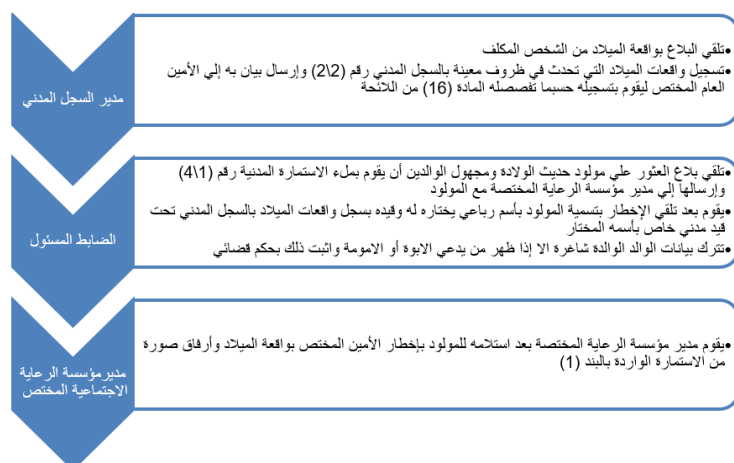 مدير السجل المدني
•تلقي البلاغ بواقعة الميلاد من الشخص المكلف
•تسجيل واقعات الميلاد التي تحدث في ظروف معينة بالسجل المدني رقم (2\2) وإرسال بيان به إلي الأمين
العام المختص ليقوم بتسجيله حسبما تفصصله المادة (16) من اللائحة
الضابط المسئول
•تلقي بلاغ العثور علي مولود حديث الولادة ومجهول الوالدين أن يقوم بملء الاستمارة المدنية رقم (1\4)
وإرسالها إلي مدير مؤسسة الرعاية المختصة مع المولود
•يقوم بعد تلقي الإخطار بتسمية المولود بأسم رباعي يختاره له وقيده بسجل واقعات الميلاد بالسجل المدني تحت
قيد مدني خاص بأسمه المختار
•تترك بيانات الوالد الوالدة شاغرة الا إذا ظهر من يدعي الابوة أو الامومة واثبت ذلك بحكم قضائي
مديرمؤسسة الرعاية
الاجتماعية المختص
•يقوم مدير مؤسسة الرعاية المختصة بعد استلامه للمولود بإخطار الأمين المختص بواقعة الميلاد وأرفاق صورة
من الاستمارة الواردة بالبند (1)